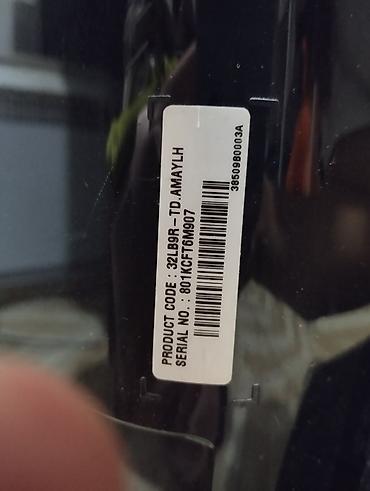 PRODUCT CODE : 32LB9R-TD.AMAYLH
SERIAL NO. : 801KCFT6M907
38509B0003A